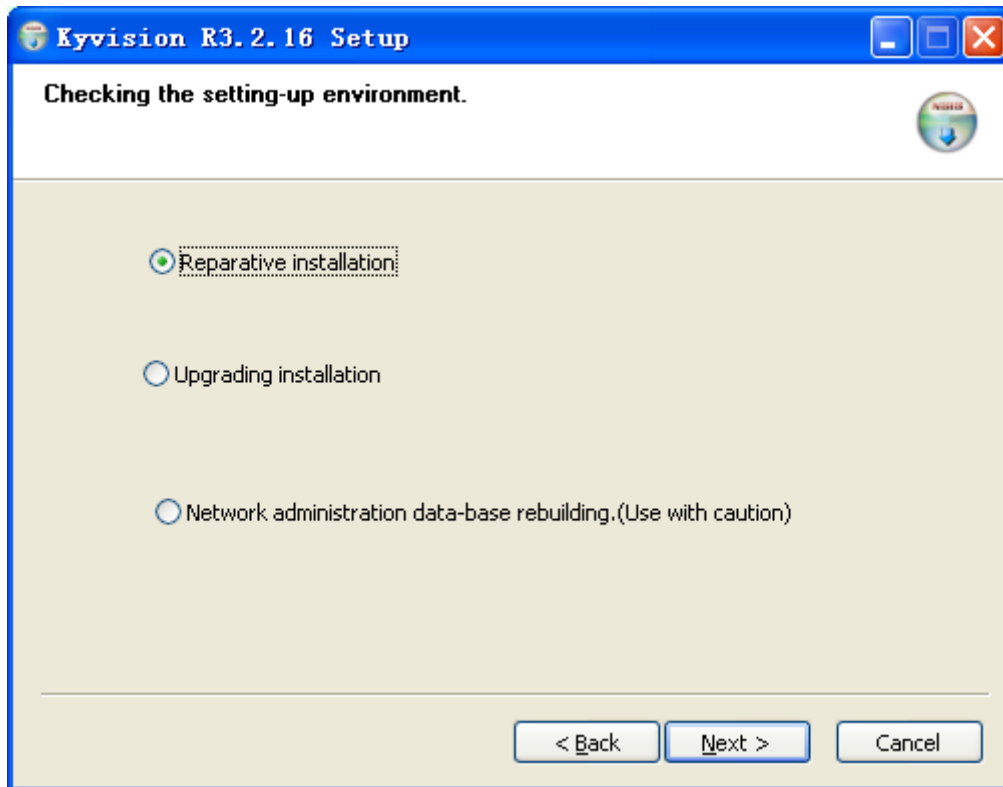 Kyvision R3.2.16 Setup
Checking the setting-up environment.
Reparative installation
Upgrading installation
Network administration data-base rebuilding.(Use with caution)
< Back
Next >
Cancel